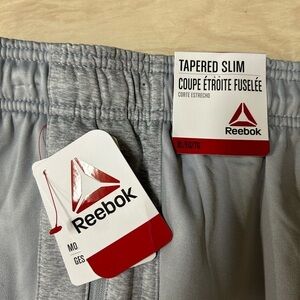 TAPERED SLIM
COUPE ÉTROITE FUSELÉE
CORTE ESTRECHO
Reebok
Reebok
MO
GES